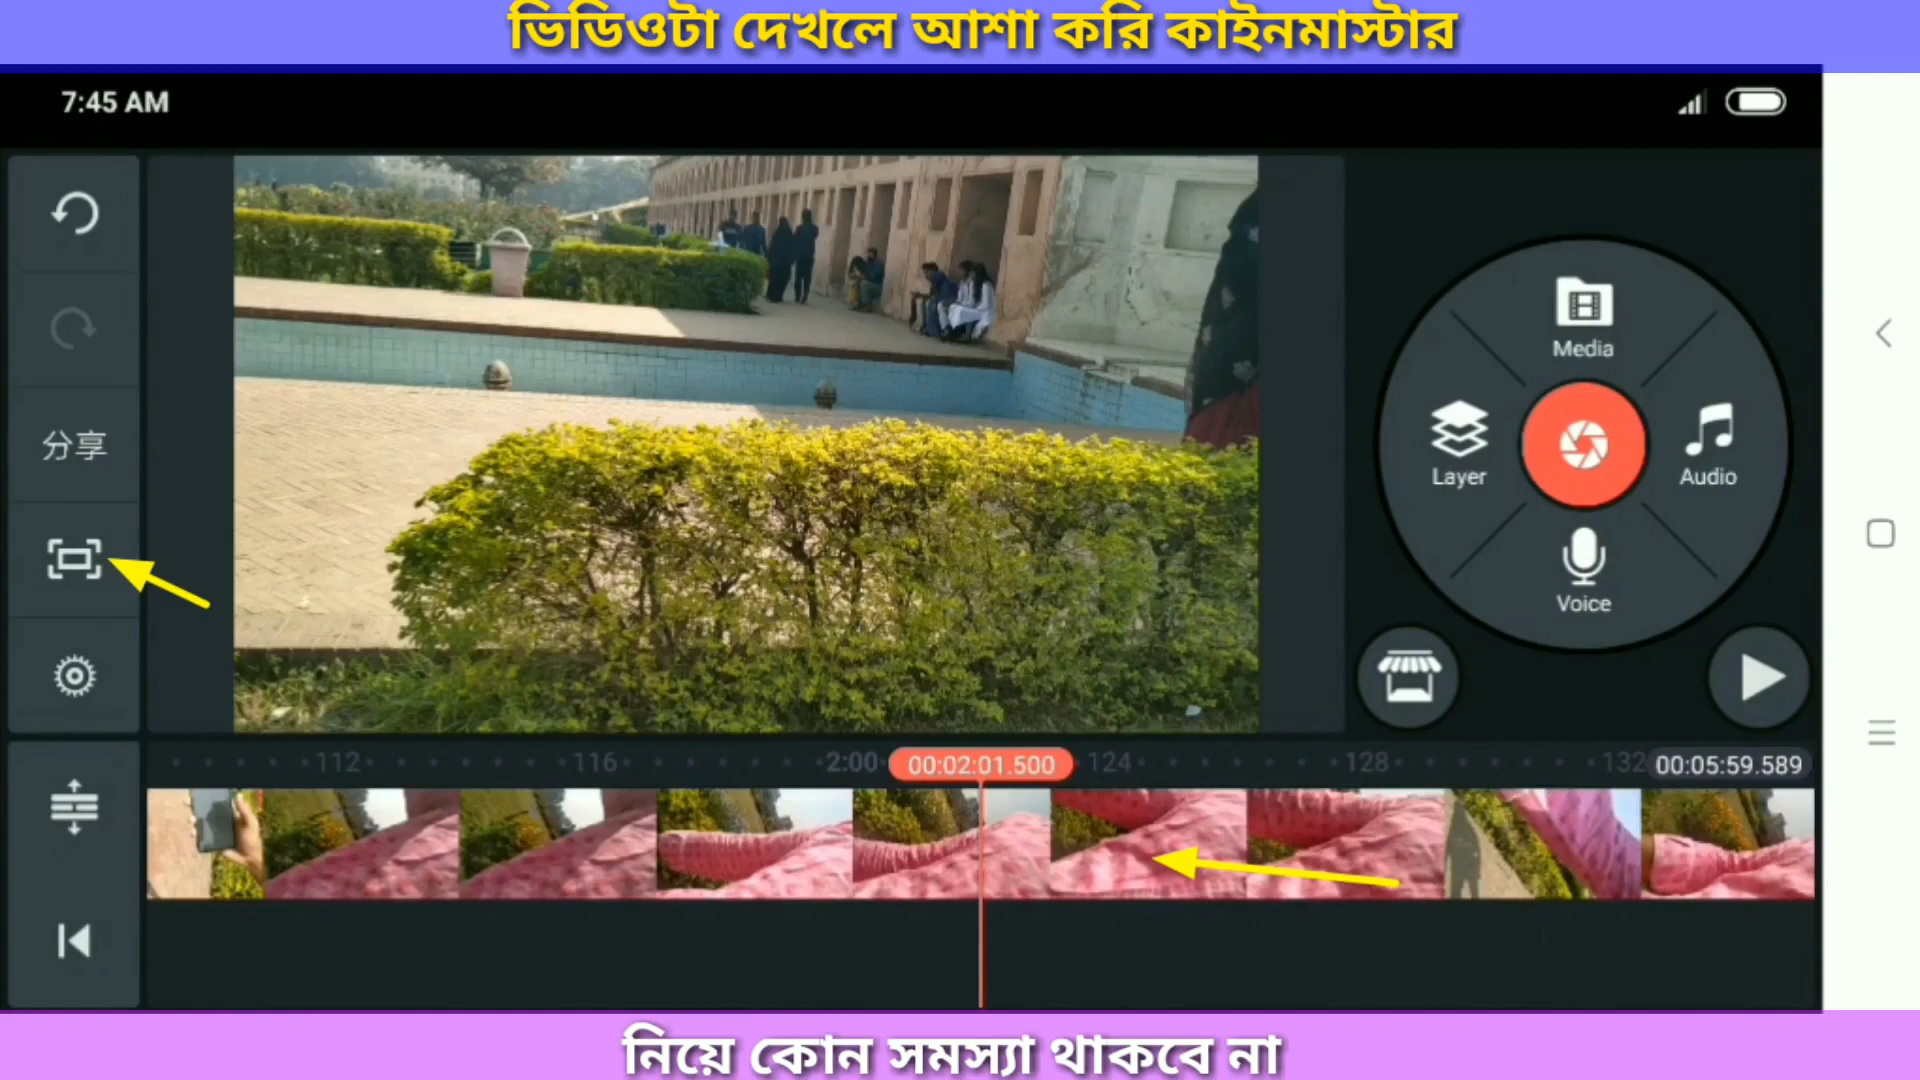 ভিডিওটা দেখলে আশা করি কাইনমাস্টার
7:45 AM
Media
分享
Layer
Audio
Voice
112 116 2:00 00:02:01.500 124 128 132 00:05:59.589
নিয়ে কোন সমস্যা থাকবে না